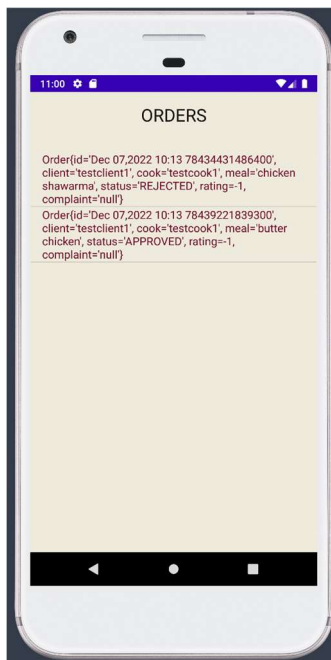 11:00
ORDERS
Order{id='Dec 07,2022 10:13 78434431486400',
client='testclient1', cook='testcook1', meal='chicken
shawarma', status='REJECTED', rating=-1,
complaint='null'}
Order{id='Dec 07,2022 10:13 78439221839300',
client='testclient1', cook='testcook1', meal='butter
chicken', status='APPROVED', rating=-1,
complaint='null'}